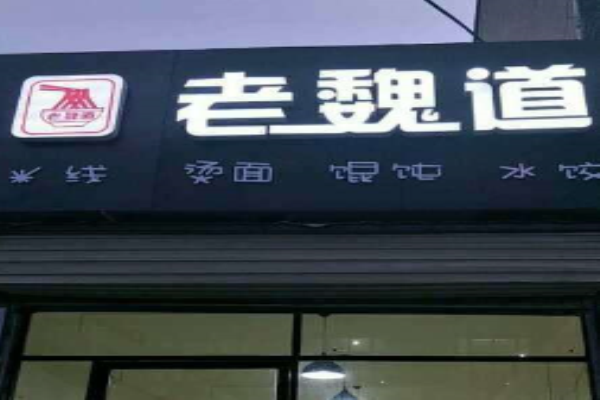 老魏道
米线 烫面 馄饨 水饺